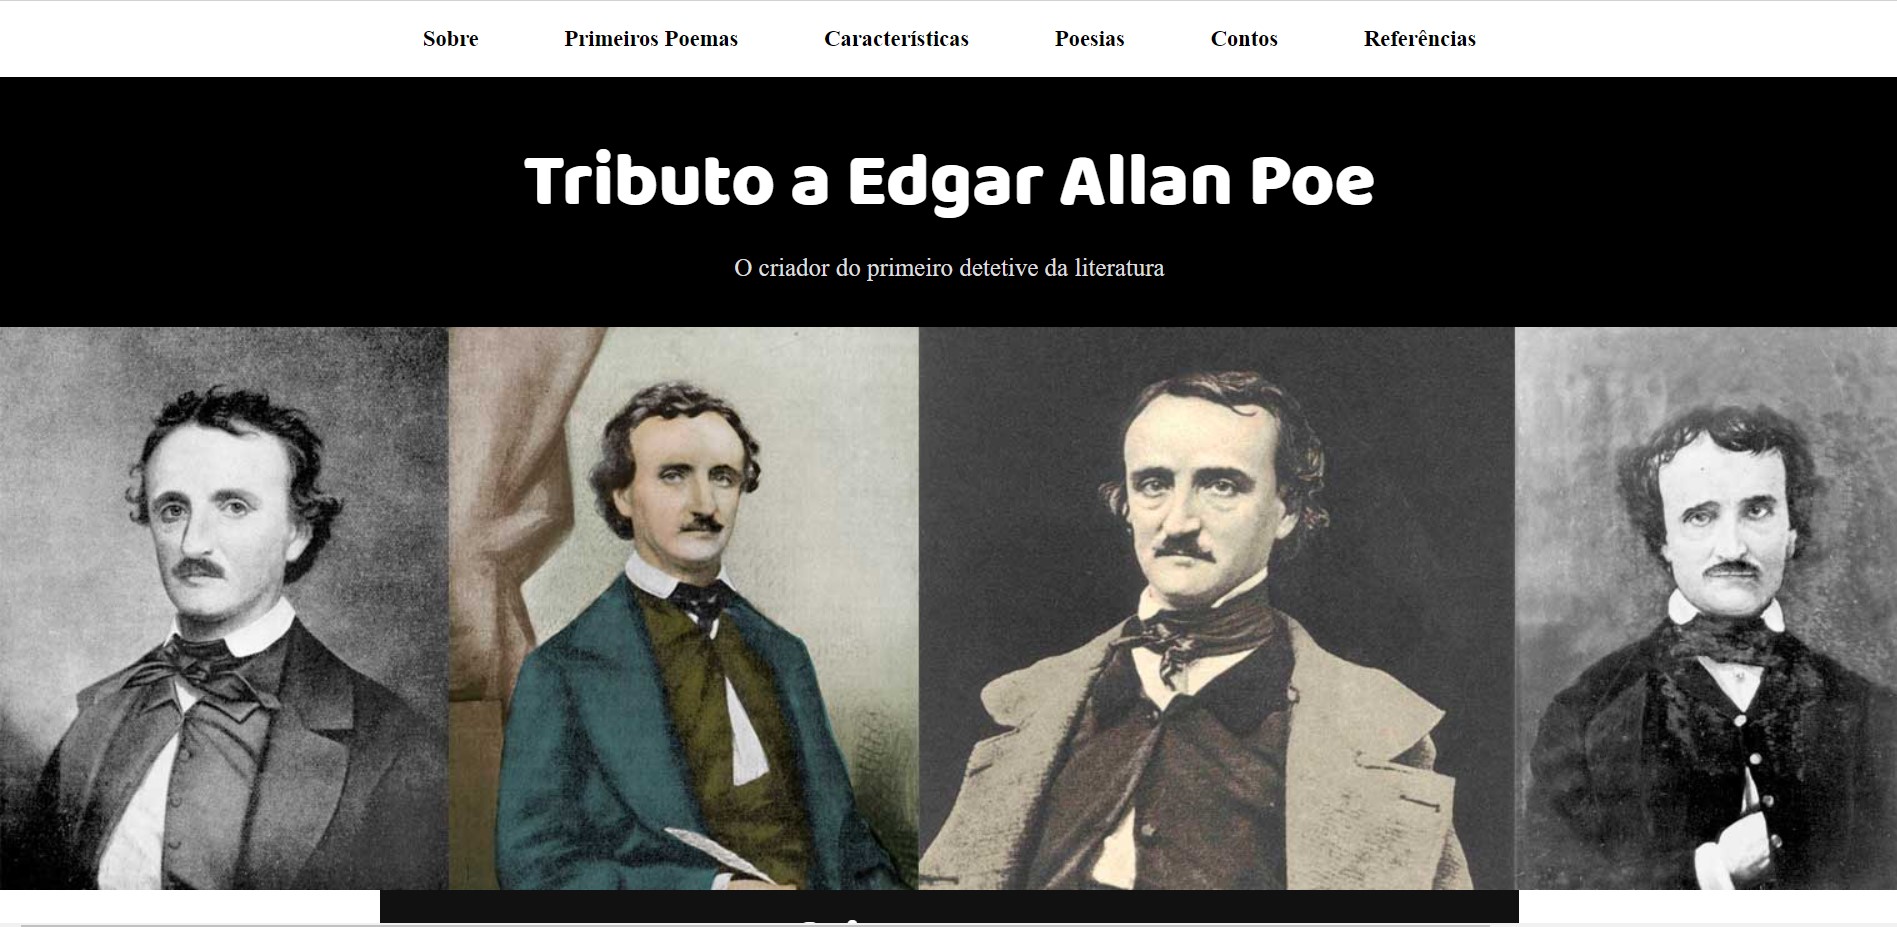 Sobre Primeiros Poemas Características Poesias Contos Referências
Tributo a Edgar Allan Poe
O criador do primeiro detetive da literatura